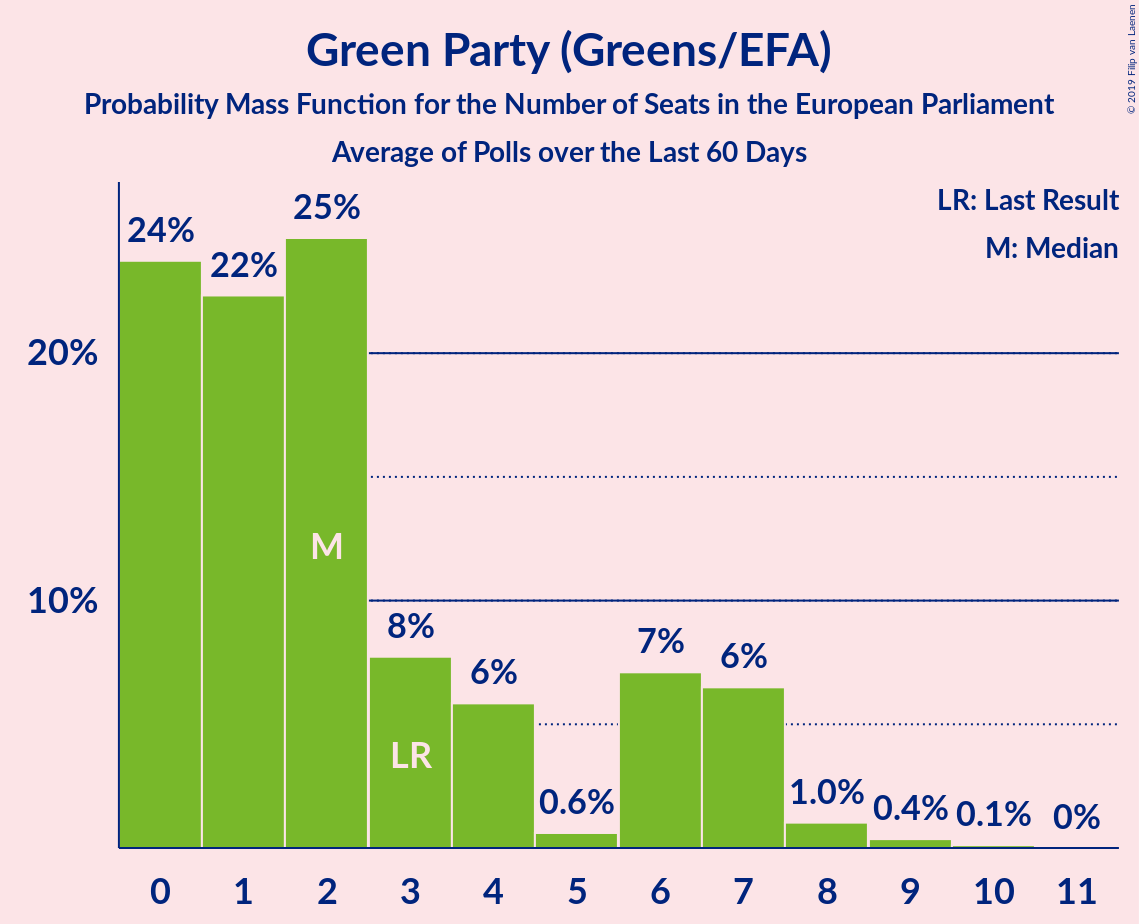 Green Party (Greens/EFA)
Probability Mass Function for the Number of Seats in the European Parliament
Average of Polls over the Last 60 Days
© 2019 Filip van Laenen
LR: Last Result
M: Median
24%
22%
25%
8%
6%
0.6%
7%
6%
1.0%
0.4%
0.1%
0%
20%
10%
M
LR
0 1 2 3 4 5 6 7 8 9 10 11